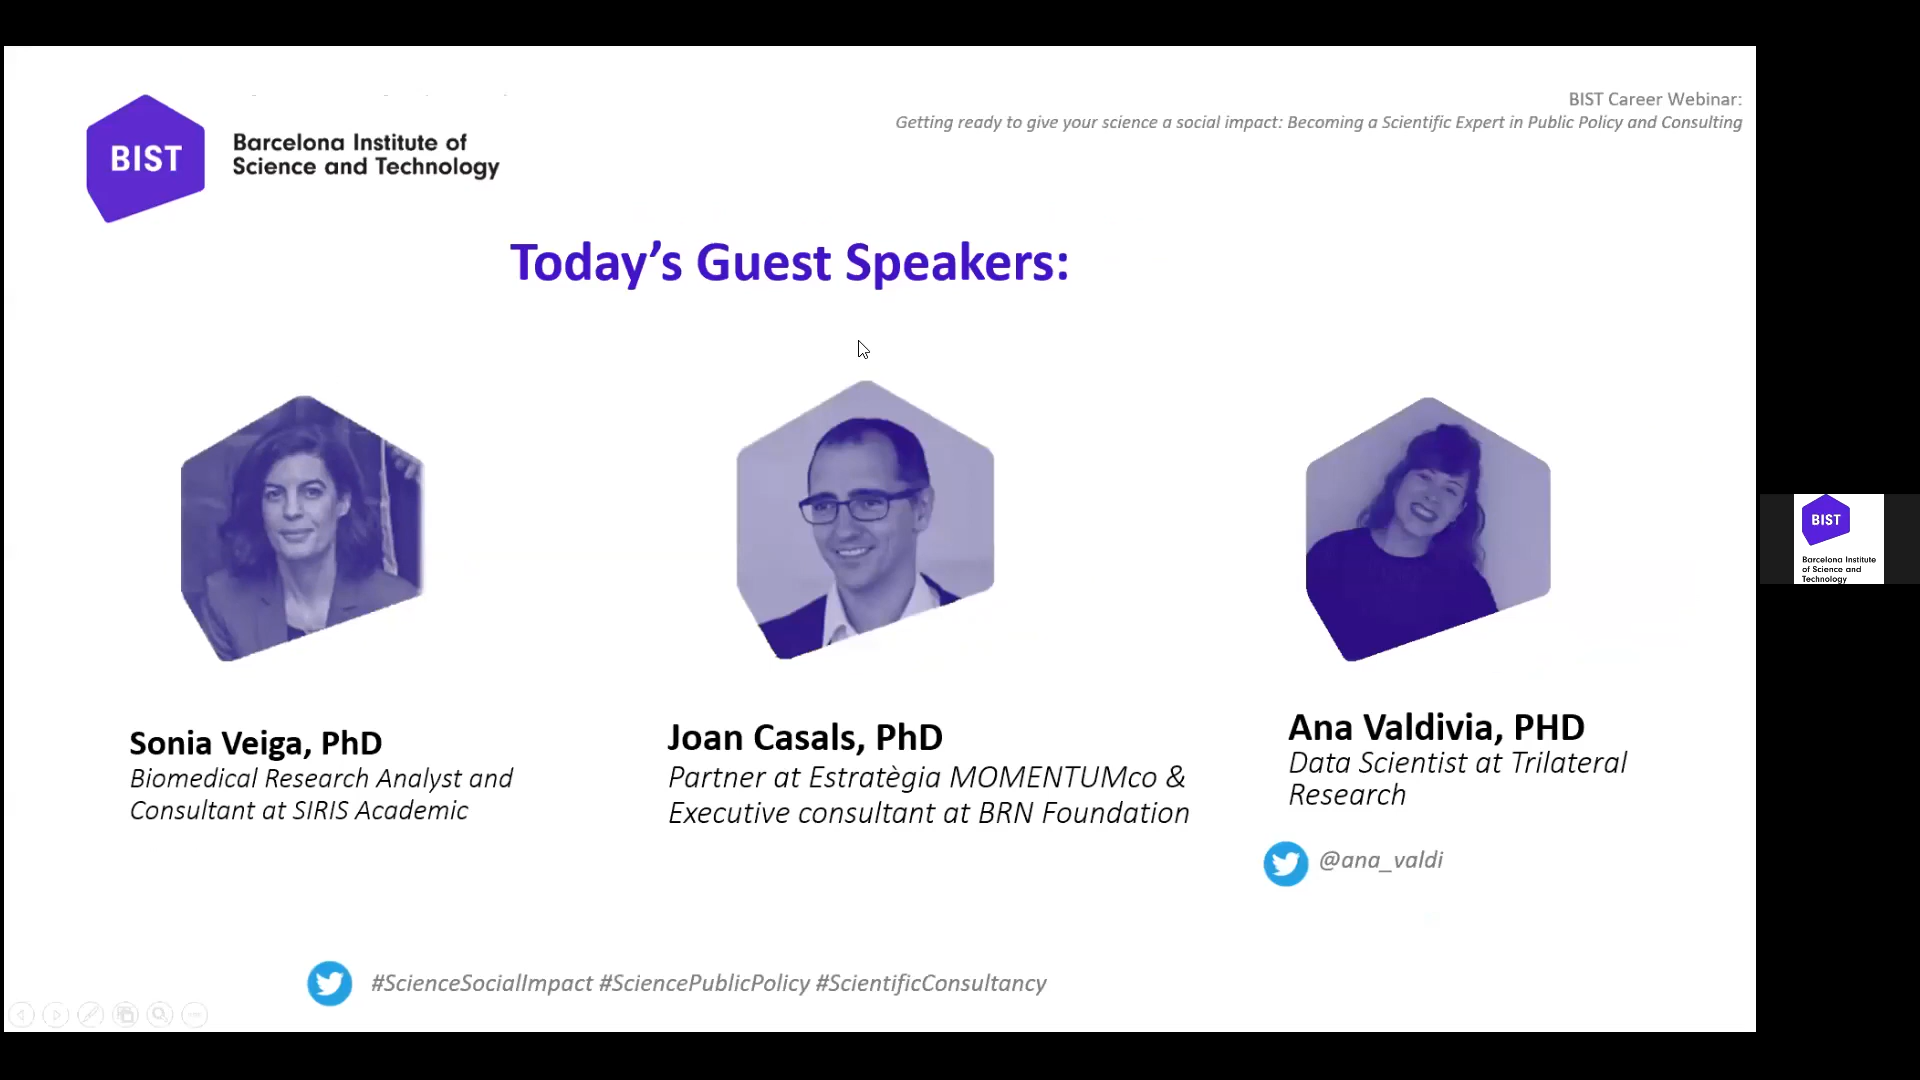 BIST
Barcelona Institute of
Science and Technology
BIST Career Webinar:
Getting ready to give your science a social impact: Becoming a Scientific Expert in Public Policy and Consulting
Today’s Guest Speakers:
Sonia Veiga, PhD
Biomedical Research Analyst and
Consultant at SIRIS Academic
Joan Casals, PhD
Partner at Estratègia MOMENTUMco &
Executive consultant at BRN Foundation
Ana Valdivia, PHD
Data Scientist at Trilateral
Research
@ana_valdi
#ScienceSocialImpact #SciencePublicPolicy #ScientificConsultancy
BIST
Barcelona Institute
of Science and
Technology